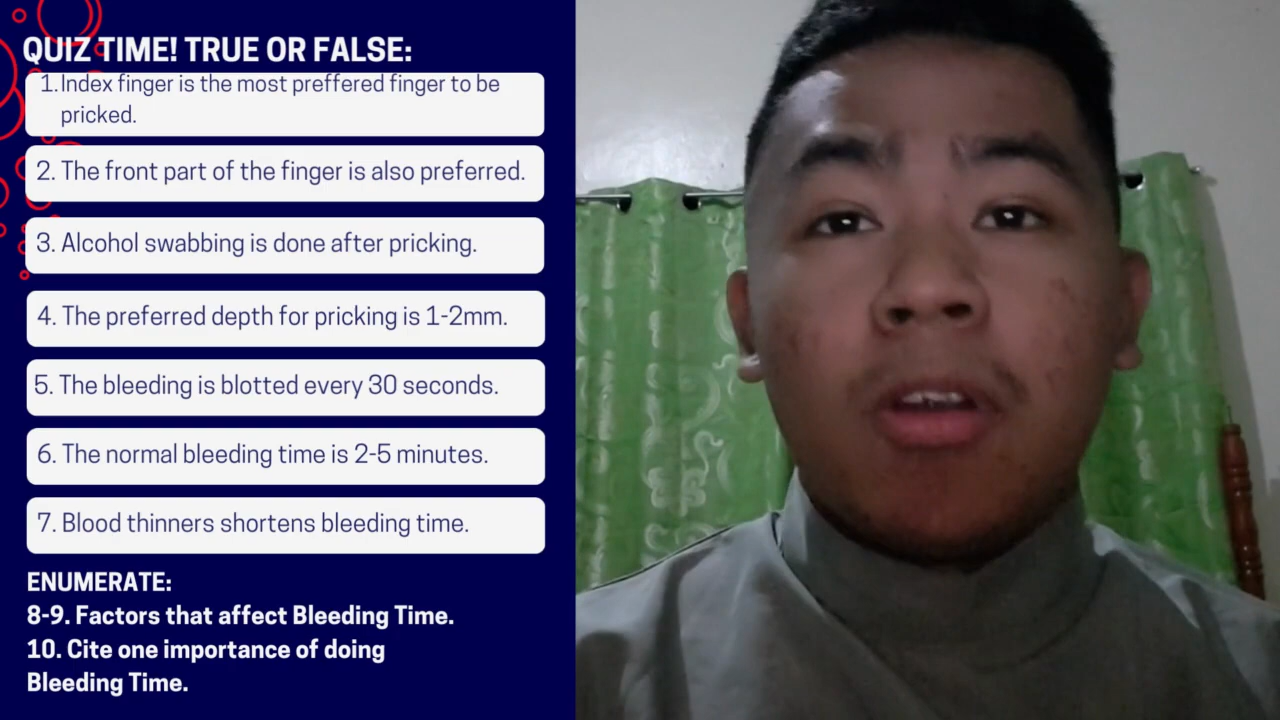 QUIZ TIME! TRUE OR FALSE:
1. Index finger is the most preffered finger to be
pricked.
2. The front part of the finger is also preferred.
3. Alcohol swabbing is done after pricking.
4. The preferred depth for pricking is 1-2mm.
5. The bleeding is blotted every 30 seconds.
6. The normal bleeding time is 2-5 minutes.
7. Blood thinners shortens bleeding time.
ENUMERATE:
8-9. Factors that affect Bleeding Time.
10. Cite one importance of doing
Bleeding Time.